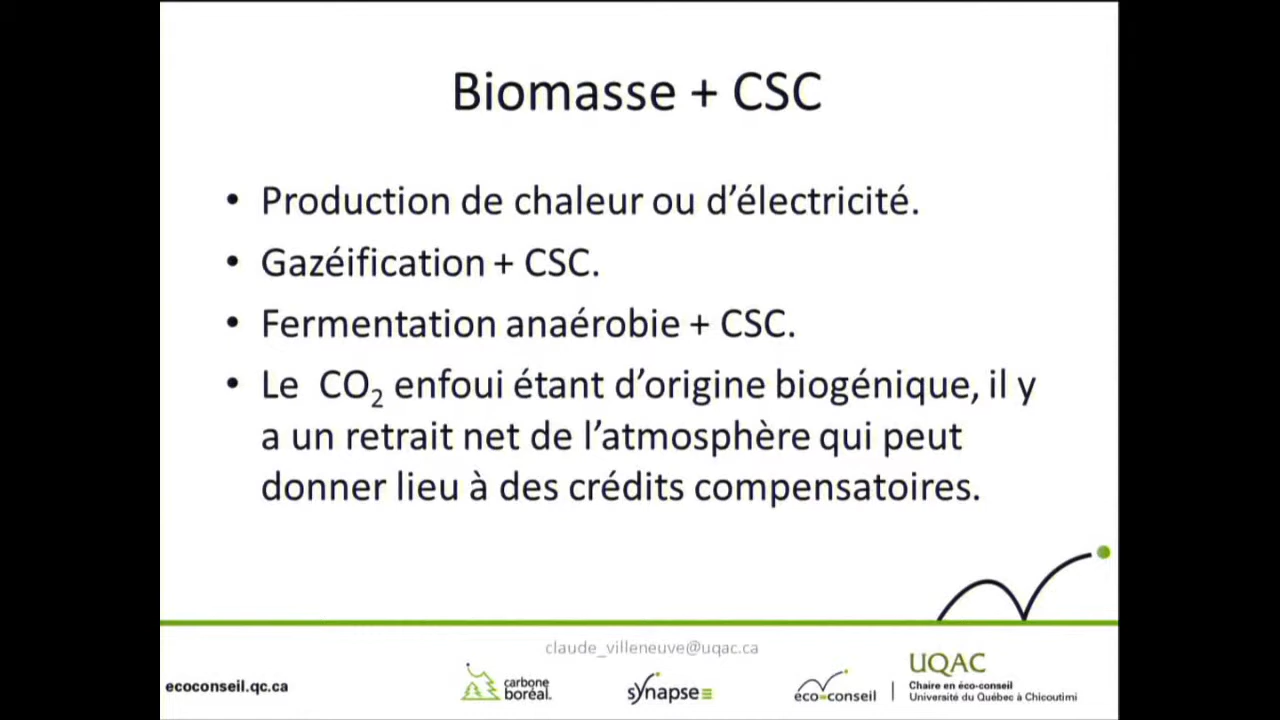 Biomasse + CSC
• Production de chaleur ou d’électricité.
• Gazéification + CSC.
• Fermentation anaérobie + CSC.
• Le CO₂ enfoui étant d’origine biogénique, il y
a un retrait net de l’atmosphère qui peut
donner lieu à des crédits compensatoires.
claude_villeneuve@uqac.ca
ecoconseil.qc.ca
carbone
boréal.
synapse
éco-conseil
UQAC
Chaire en éco-conseil
Université du Québec à Chicoutimi